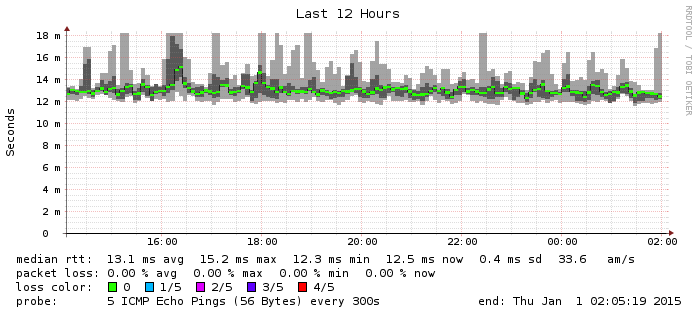 Last 12 Hours
RRDTOOL / TOBI OETIKER
Seconds
18 m
16 m
14 m
12 m
10 m
8 m
6 m
4 m
2 m
0
16:00 18:00 20:00 22:00 00:00 02:00
median rtt: 13.1 ms avg 15.2 ms max 12.3 ms min 12.5 ms now 0.4 ms sd 33.6 am/s
packet loss: 0.00 % avg 0.00 % max 0.00 % min 0.00 % now
loss color: 0 1/5 2/5 3/5 4/5
probe: 5 ICMP Echo Pings (56 Bytes) every 300s end: Thu Jan 1 02:05:19 2015